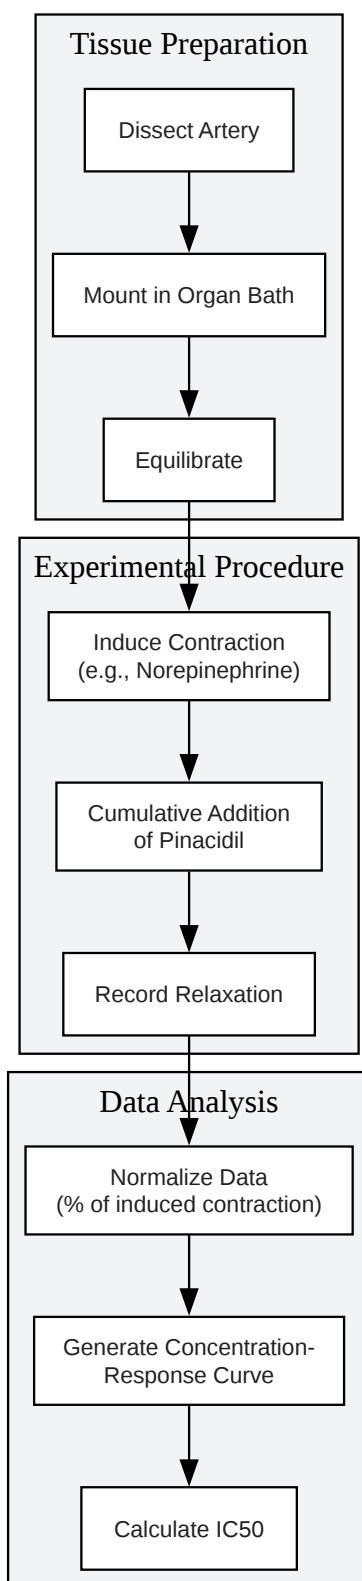 Tissue Preparation
Dissect Artery
Mount in Organ Bath
Equilibrate
Experimental Procedure
Induce Contraction
(e.g., Norepinephrine)
Cumulative Addition
of Pinacidil
Record Relaxation
Data Analysis
Normalize Data
(% of induced contraction)
Generate Concentration-
Response Curve
Calculate IC50